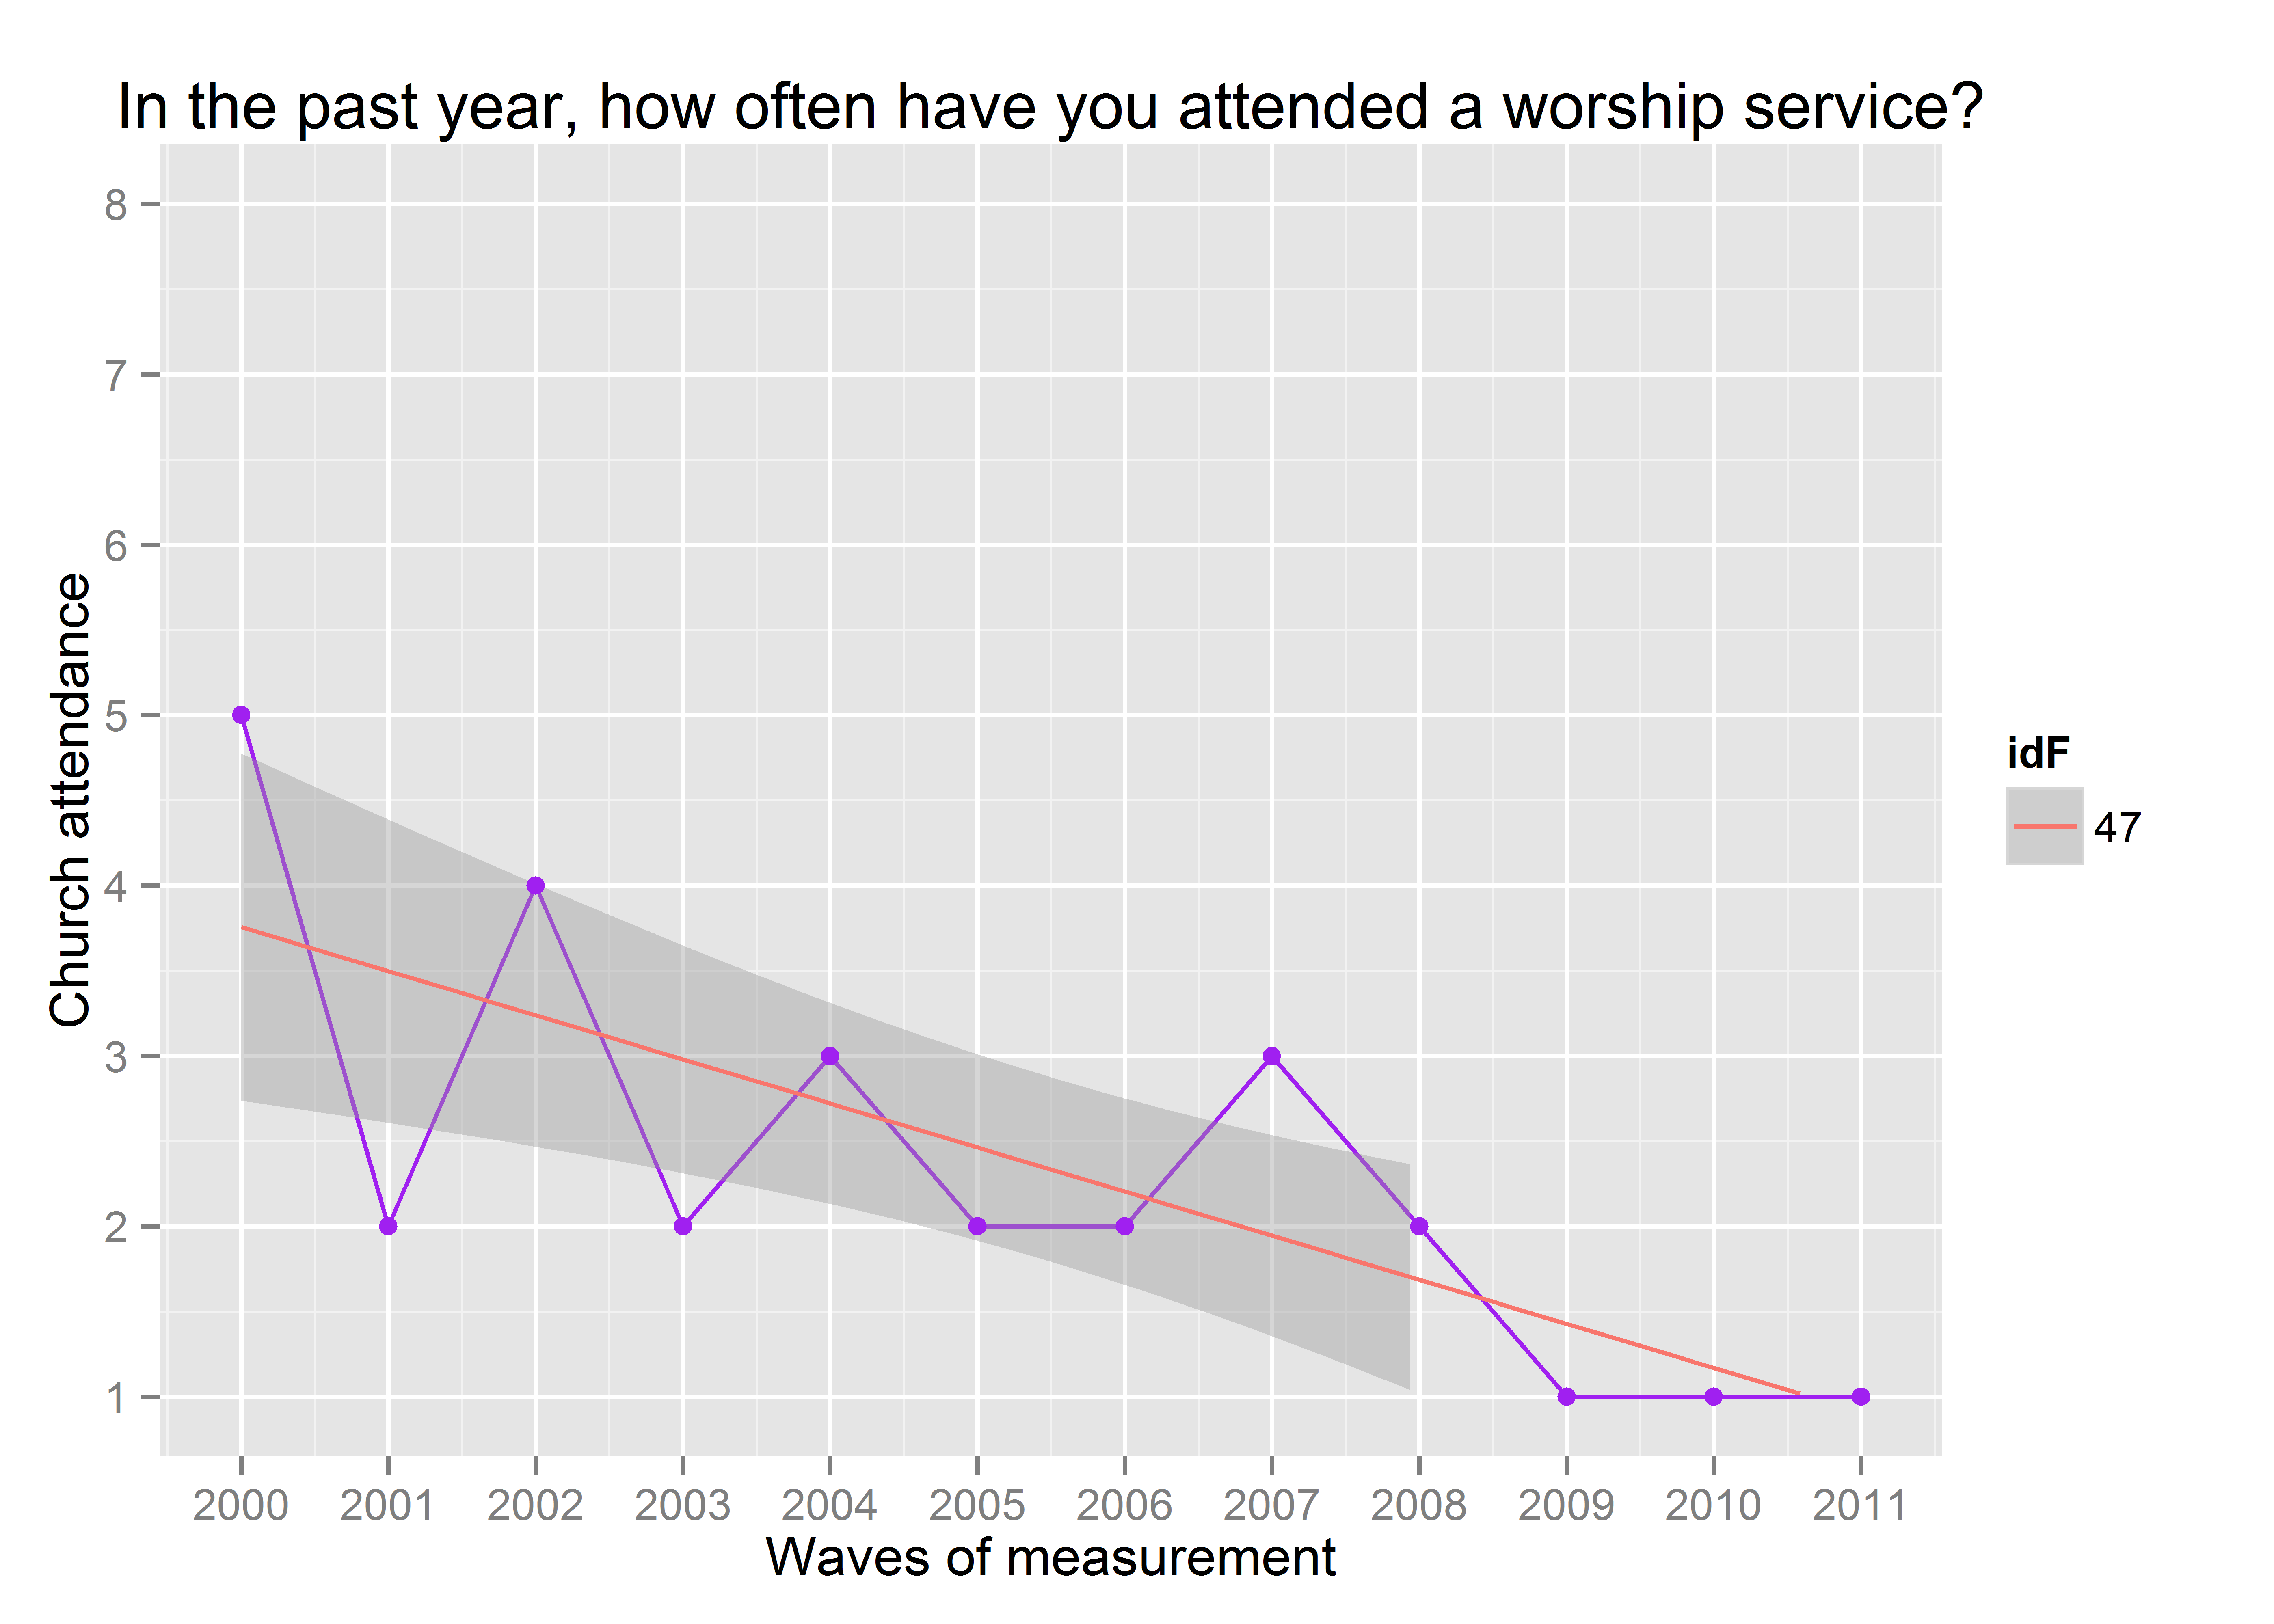 In the past year, how often have you attended a worship service?
Church attendance
8
7
6
5
4
3
2
1
2000 2001 2002 2003 2004 2005 2006 2007 2008 2009 2010 2011
Waves of measurement
idF
47